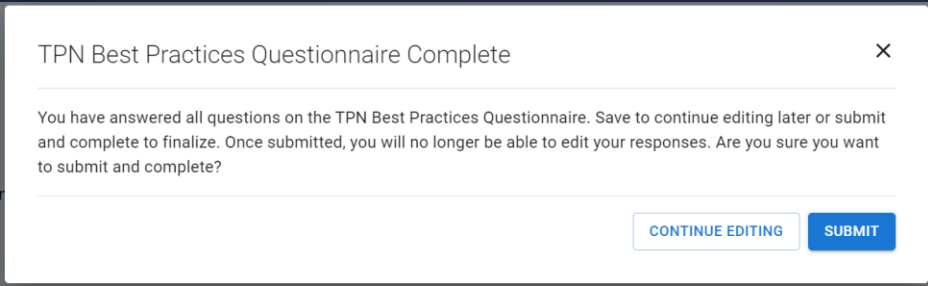 TPN Best Practices Questionnaire Complete
You have answered all questions on the TPN Best Practices Questionnaire. Save to continue editing later or submit
and complete to finalize. Once submitted, you will no longer be able to edit your responses. Are you sure you want
to submit and complete?
CONTINUE EDITING
SUBMIT